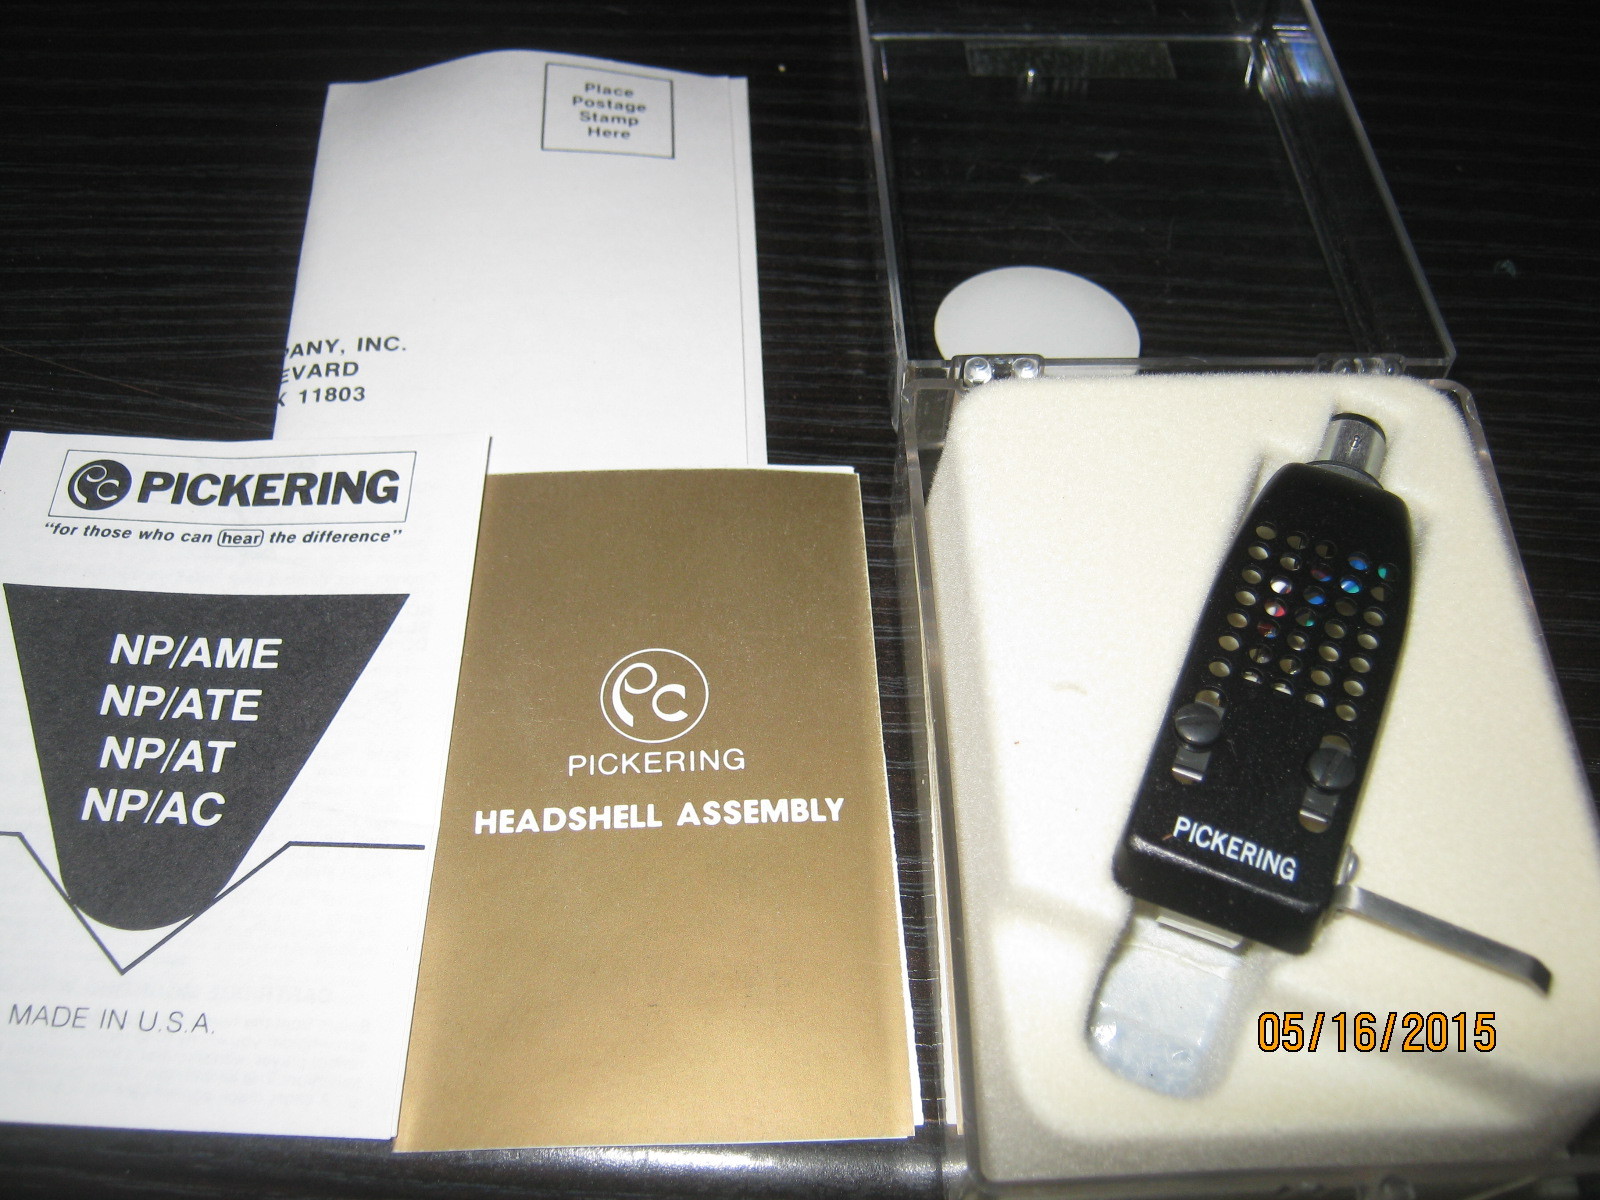 Place
Postage
Stamp
Here
PANY, INC.
EVARD
K 11803
PC PICKERING
"for those who can hear the difference"
NP/AME
NP/ATE
NP/AT
NP/AC
MADE IN U.S.A.
PC
PICKERING
HEADSHELL ASSEMBLY
PICKERING
05/16/2015